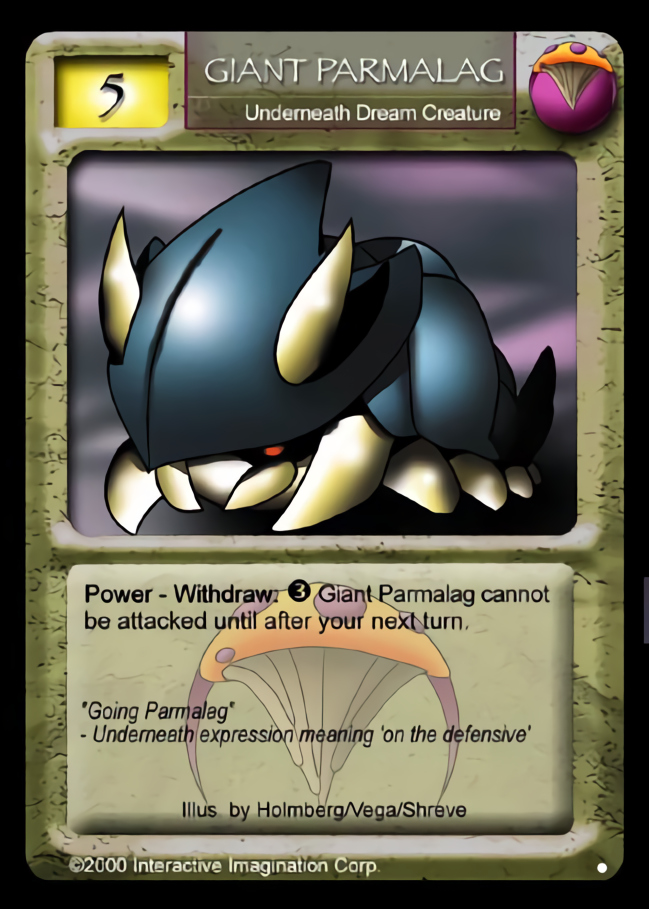 5
GIANT PARMALAG
Underneath Dream Creature
Power - Withdraw: ❸ Giant Parmalag cannot
be attacked until after your next turn.
"Going Parmalag"
- Underneath expression meaning 'on the defensive'
Illus. by Holmberg/Vega/Shreve
©2000 Interactive Imagination Corp.